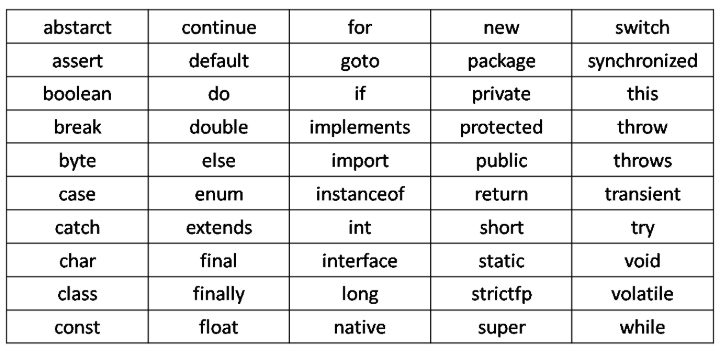 abstarct continue for new switch
assert default goto package synchronized
boolean do if private this
break double implements protected throw
byte else import public throws
case enum instanceof return transient
catch extends int short try
char final interface static void
class finally long strictfp volatile
const float native super while